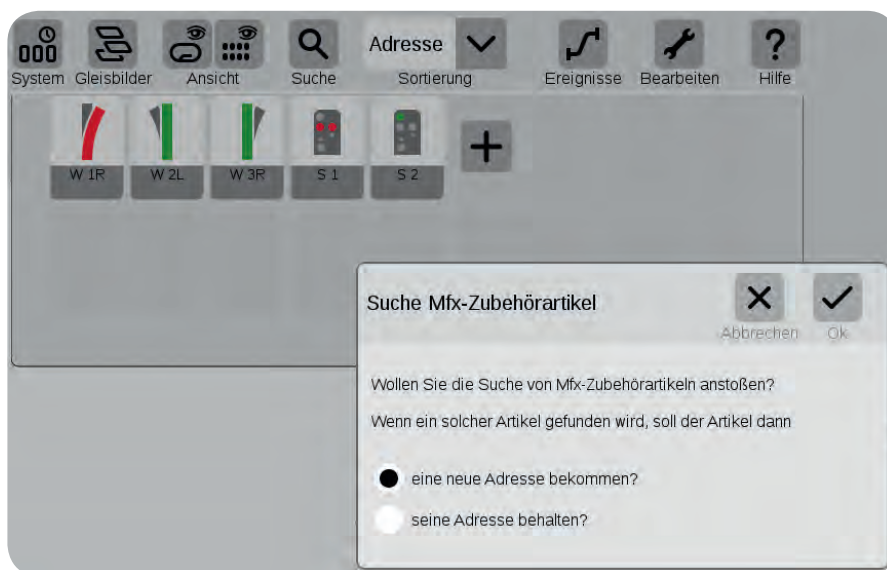 Adresse
System Gleisbilder Ansicht Suche Sortierung Ereignisse Bearbeiten Hilfe
W 1R W 2L W 3R S 1 S 2
Suche Mfx-Zubehörartikel
Abbrechen Ok
Wollen Sie die Suche von Mfx-Zubehörartikeln anstoßen?
Wenn ein solcher Artikel gefunden wird, soll der Artikel dann
eine neue Adresse bekommen?
seine Adresse behalten?